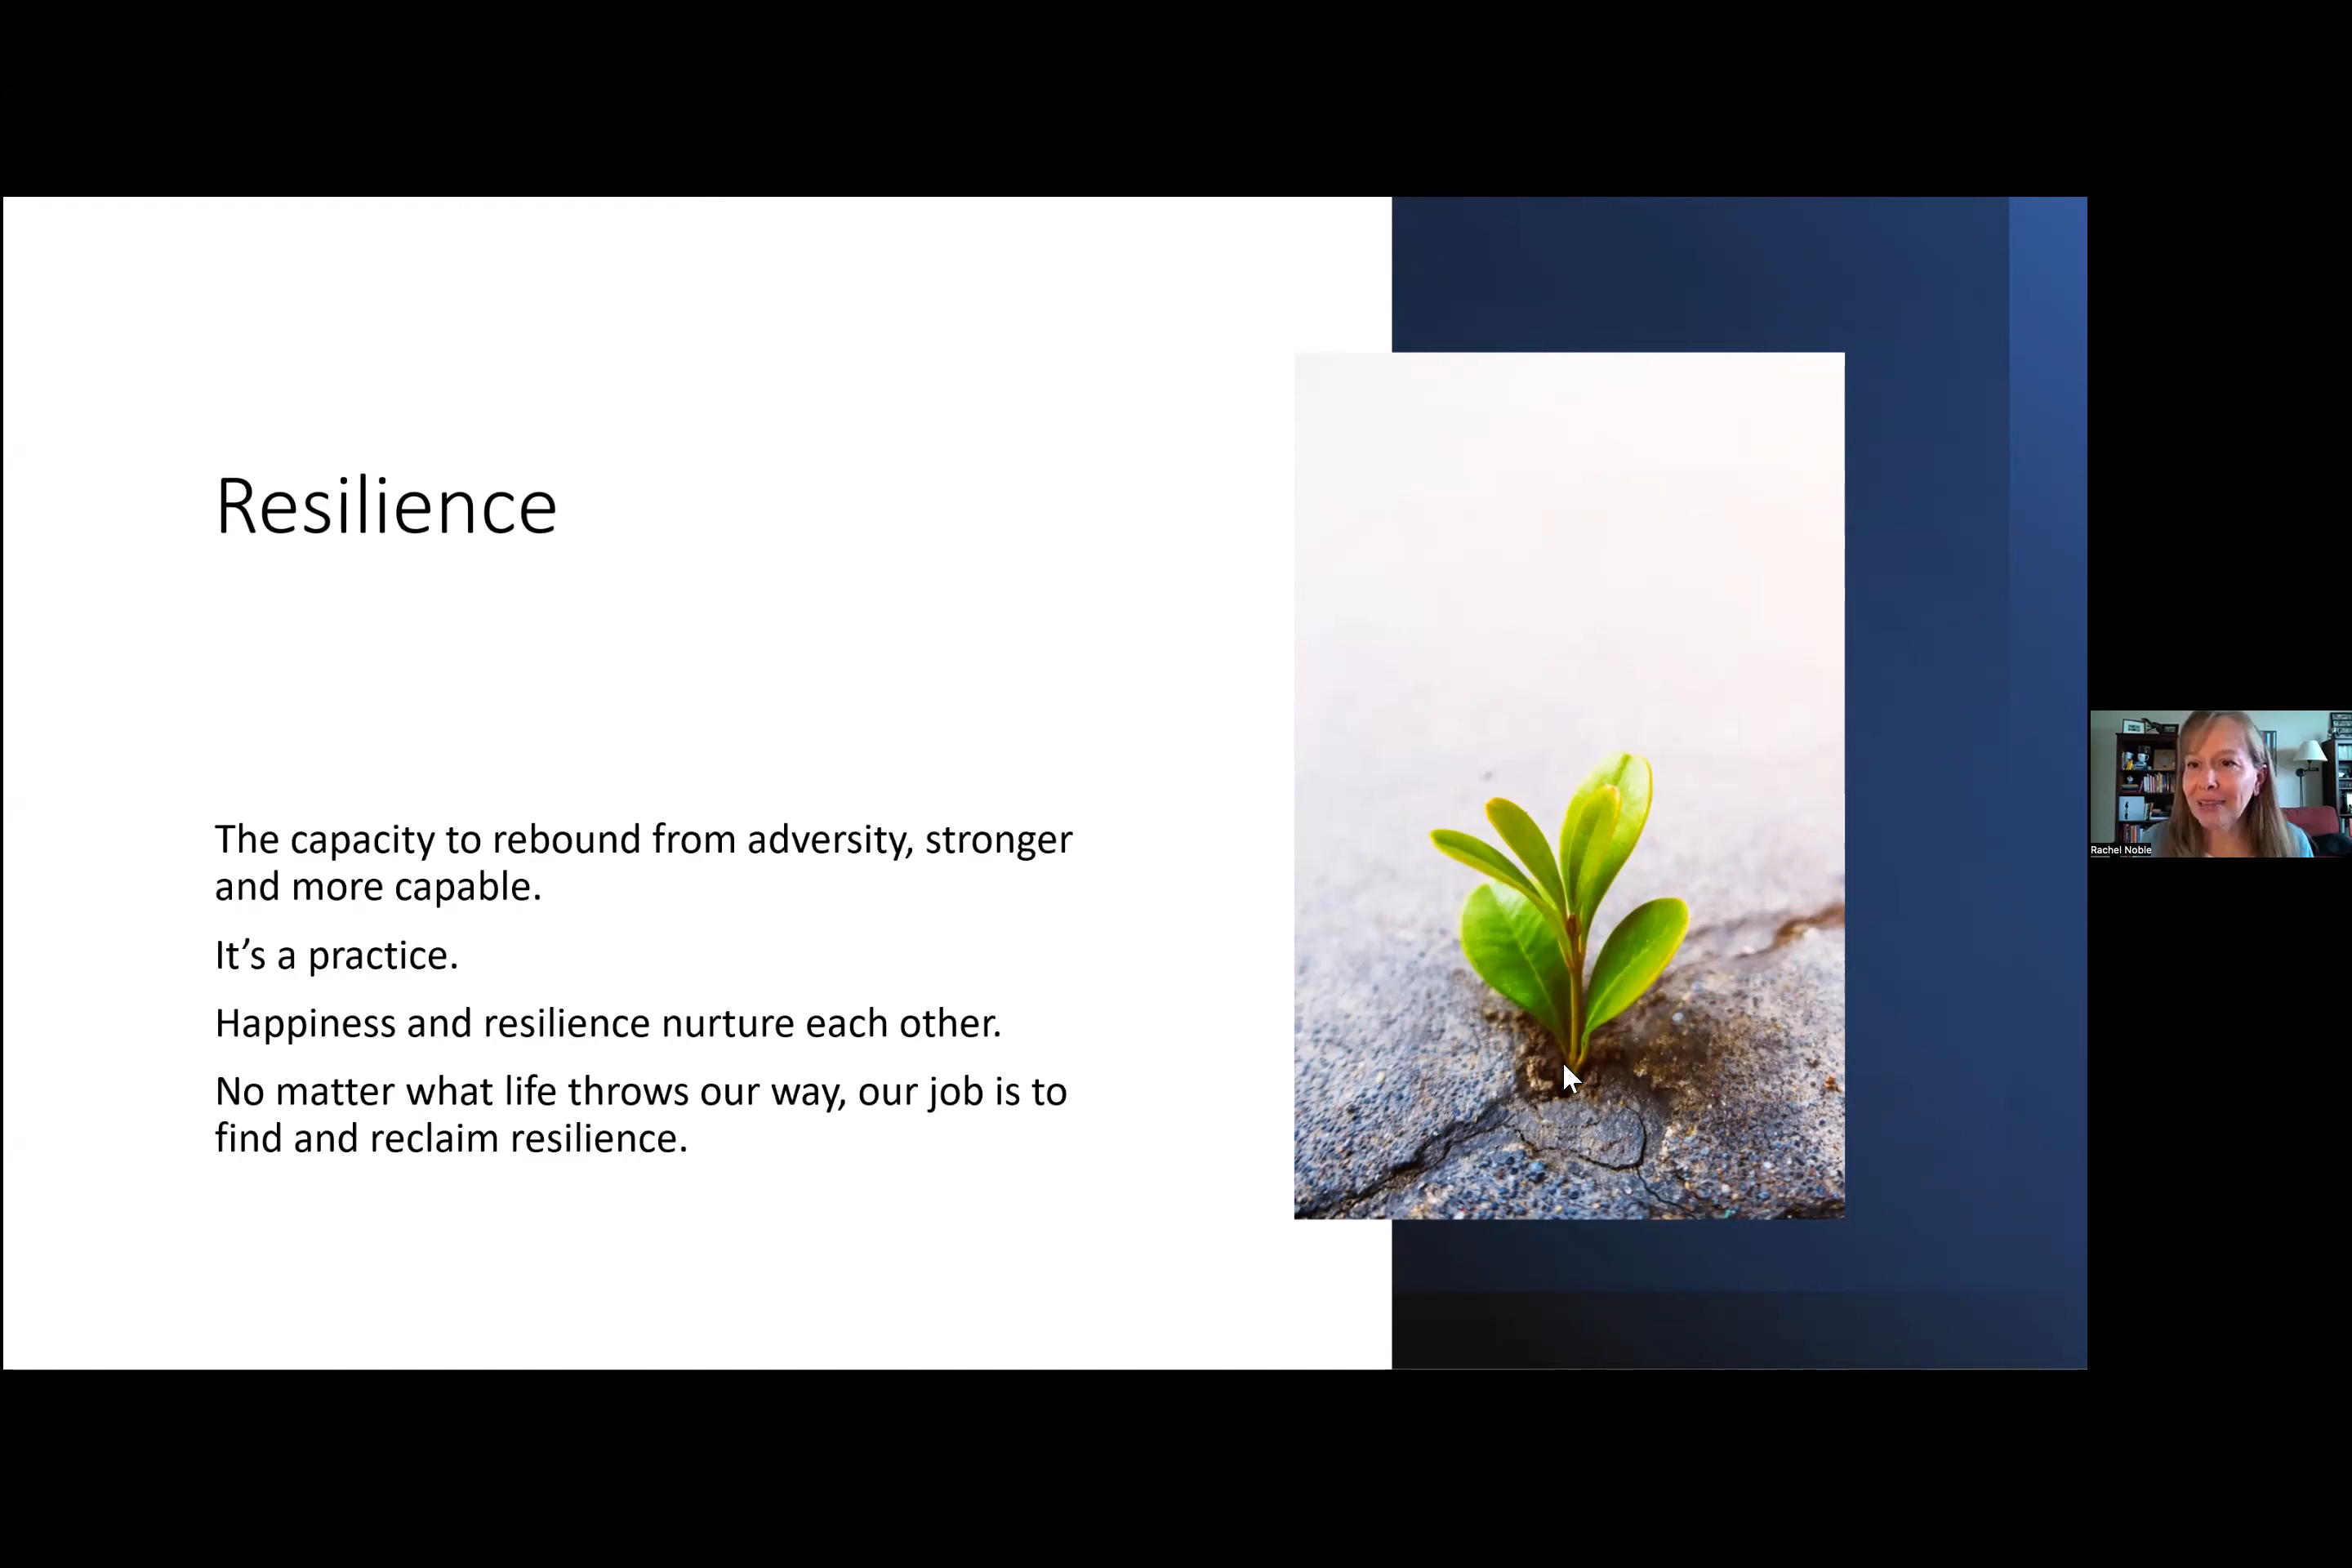 Resilience
The capacity to rebound from adversity, stronger
and more capable.
It’s a practice.
Happiness and resilience nurture each other.
No matter what life throws our way, our job is to
find and reclaim resilience.
Rachel Noble